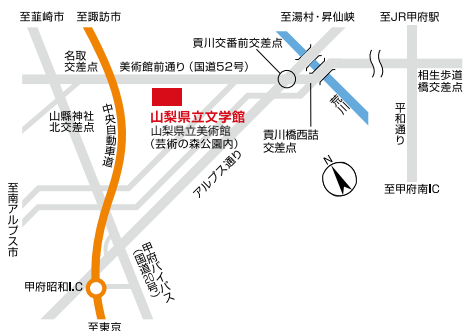 至韮崎市
至諏訪市
至湯村・昇仙峡
至JR甲府駅
名取
交差点
貢川交番前交差点
美術館前通り（国道52号）
相生歩道
橋交差点
荒川
山縣神社
北交差点
中央自動車道
山梨県立文学館
山梨県立美術館
（芸術の森公園内）
貢川橋西詰
交差点
平和通り
アルプス通り
N
至南アルプス市
至甲府南IC
甲府バイパス
（国道20号）
甲府昭和I.C
至東京